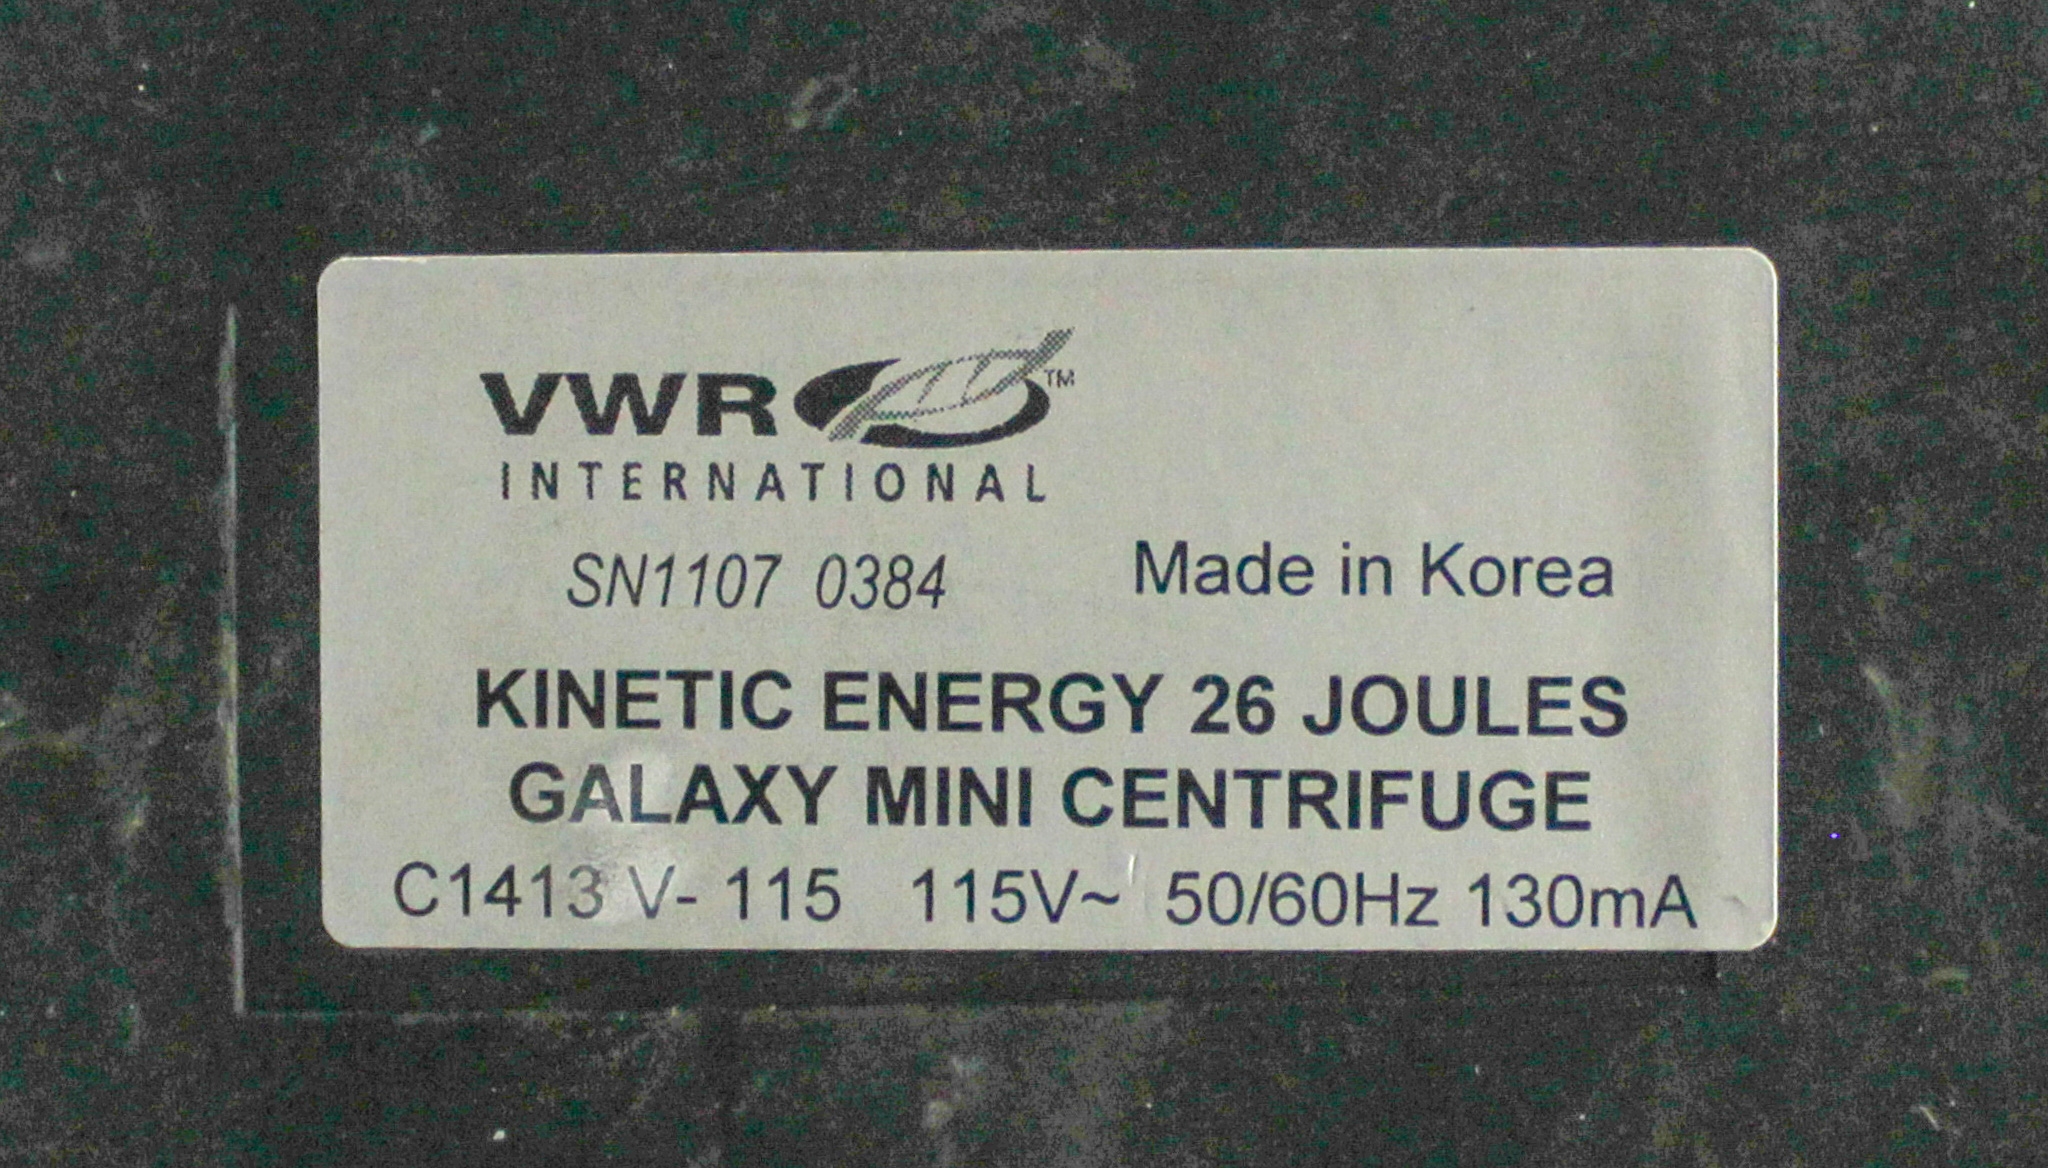 VWR™
INTERNATIONAL
SN1107 0384 Made in Korea
KINETIC ENERGY 26 JOULES
GALAXY MINI CENTRIFUGE
C1413 V- 115 115V~ 50/60Hz 130mA